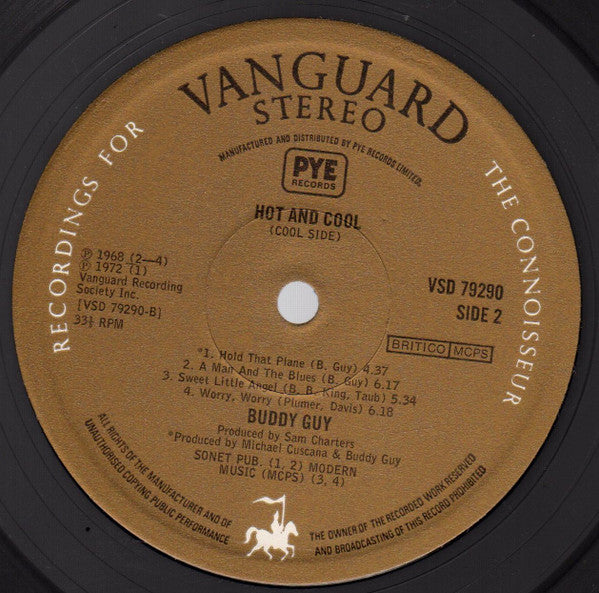 VANGUARD
STEREO
RECORDINGS FOR
THE CONNOISSEUR
MANUFACTURED AND DISTRIBUTED BY PYE RECORDS LIMITED.
PYE
RECORDS
HOT AND COOL
(COOL SIDE)
℗ 1968 (2—4)
℗ 1972 (1)
Vanguard Recording
Society Inc.
[VSD 79290-B]
33⅓ RPM
VSD 79290
SIDE 2
BRITICO MCPS
*1. Hold That Plane (B. Guy) 4.37
2. A Man And The Blues (B. Guy) 6.17
3. Sweet Little Angel (B. B. King, Taub) 5.34
4. Worry, Worry (Plumer, Davis) 6.18
BUDDY GUY
Produced by Sam Charters
*Produced by Michael Cuscana & Buddy Guy
SONET PUB. (1, 2) MODERN
MUSIC (MCPS) (3, 4)
ALL RIGHTS OF THE MANUFACTURER AND OF
THE OWNER OF THE RECORDED WORK RESERVED
UNAUTHORISED COPYING PUBLIC PERFORMANCE
AND BROADCASTING OF THIS RECORD PROHIBITED